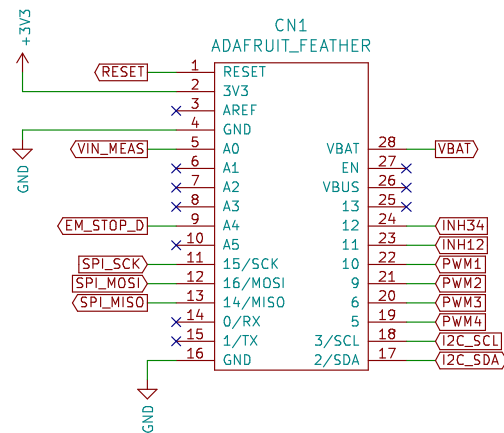 CN1
ADAFRUIT_FEATHER
+3V3
RESET 1 RESET
2 3V3
3 AREF
4 GND
GND
VIN_MEAS 5 A0 VBAT 28 VBAT
6 A1 EN 27
7 A2 VBUS 26
8 A3 13 25
EM_STOP_D 9 A4 12 24 INH34
10 A5 11 23 INH12
SPI_SCK 11 15/SCK 10 22 PWM1
SPI_MOSI 12 16/MOSI 9 21 PWM2
SPI_MISO 13 14/MISO 6 20 PWM3
14 0/RX 5 19 PWM4
15 1/TX 3/SCL 18 I2C_SCL
16 GND 2/SDA 17 I2C_SDA
GND